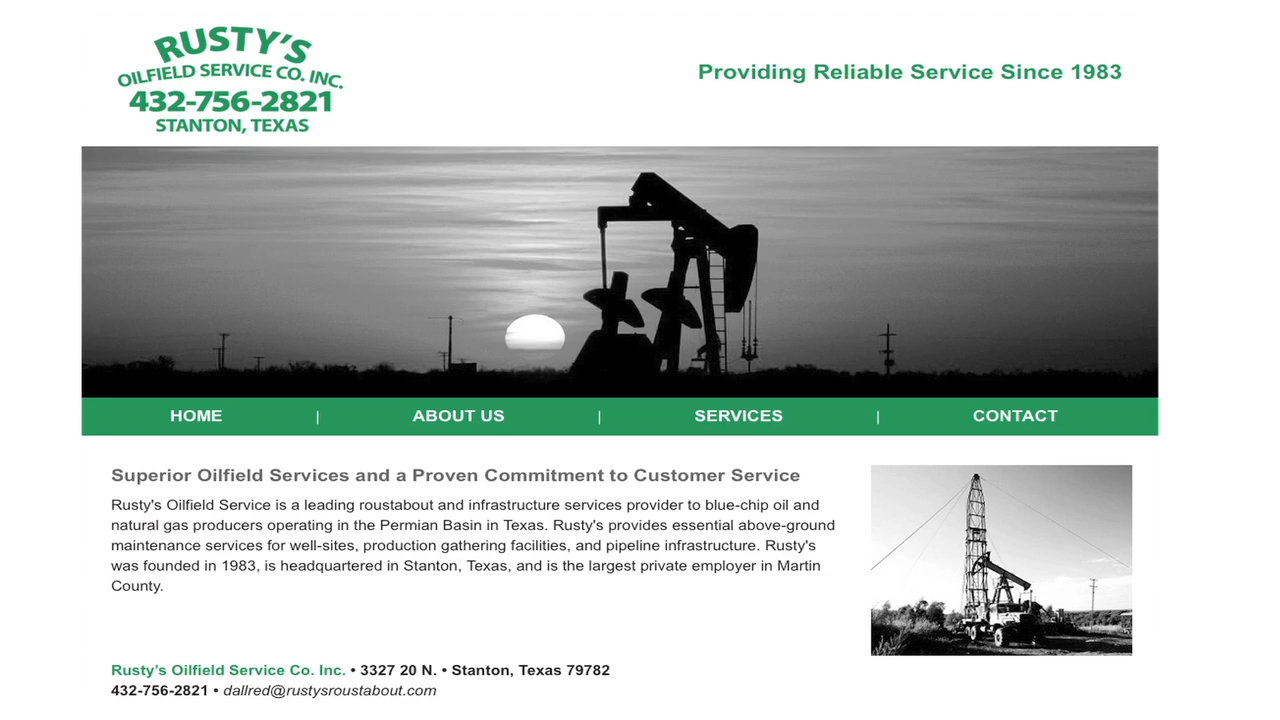 RUSTY'S
OILFIELD SERVICE CO. INC.
432-756-2821
STANTON, TEXAS
Providing Reliable Service Since 1983
HOME | ABOUT US | SERVICES | CONTACT
Superior Oilfield Services and a Proven Commitment to Customer Service
Rusty's Oilfield Service is a leading roustabout and infrastructure services provider to blue-chip oil and
natural gas producers operating in the Permian Basin in Texas. Rusty's provides essential above-ground
maintenance services for well-sites, production gathering facilities, and pipeline infrastructure. Rusty's
was founded in 1983, is headquartered in Stanton, Texas, and is the largest private employer in Martin
County.
Rusty’s Oilfield Service Co. Inc. • 3327 20 N. • Stanton, Texas 79782
432-756-2821 • dallred@rustysroustabout.com